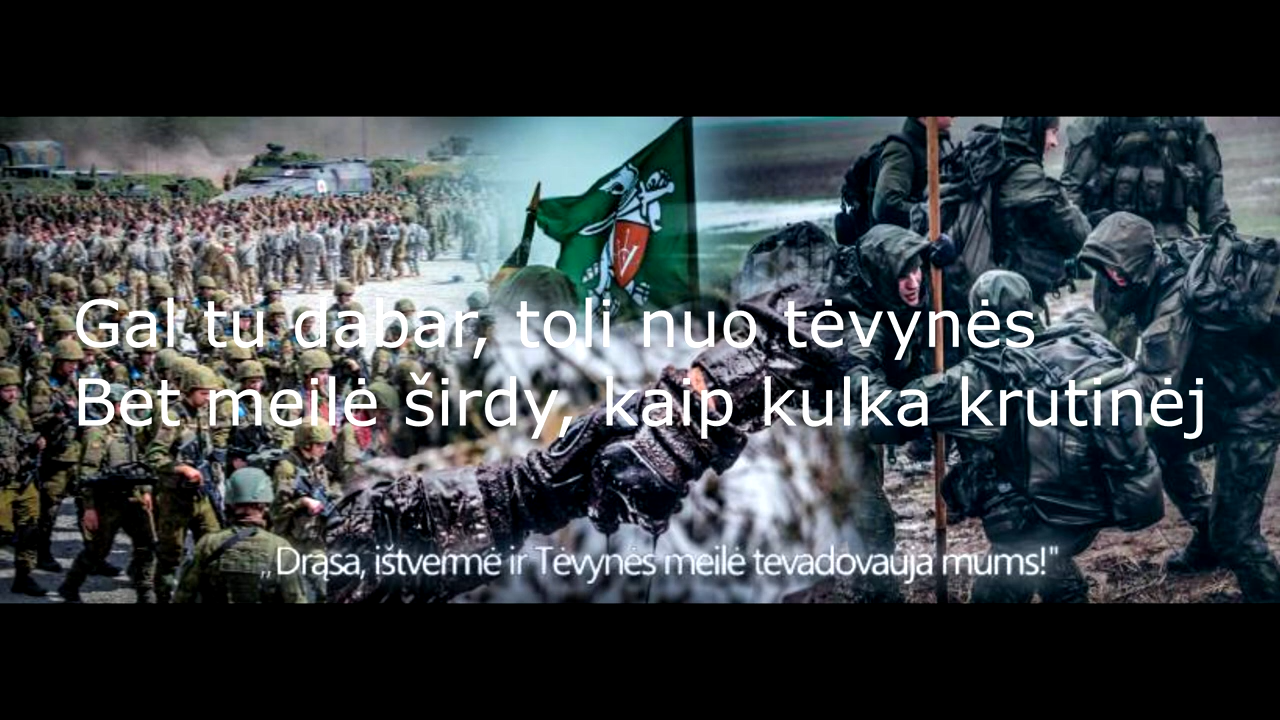 Gal tu dabar, toli nuo tėvynės
Bet meilė širdy, kaip kulka krutinėj
„Drąsa, ištvermė ir Tėvynės meilė tevadovauja mums!"